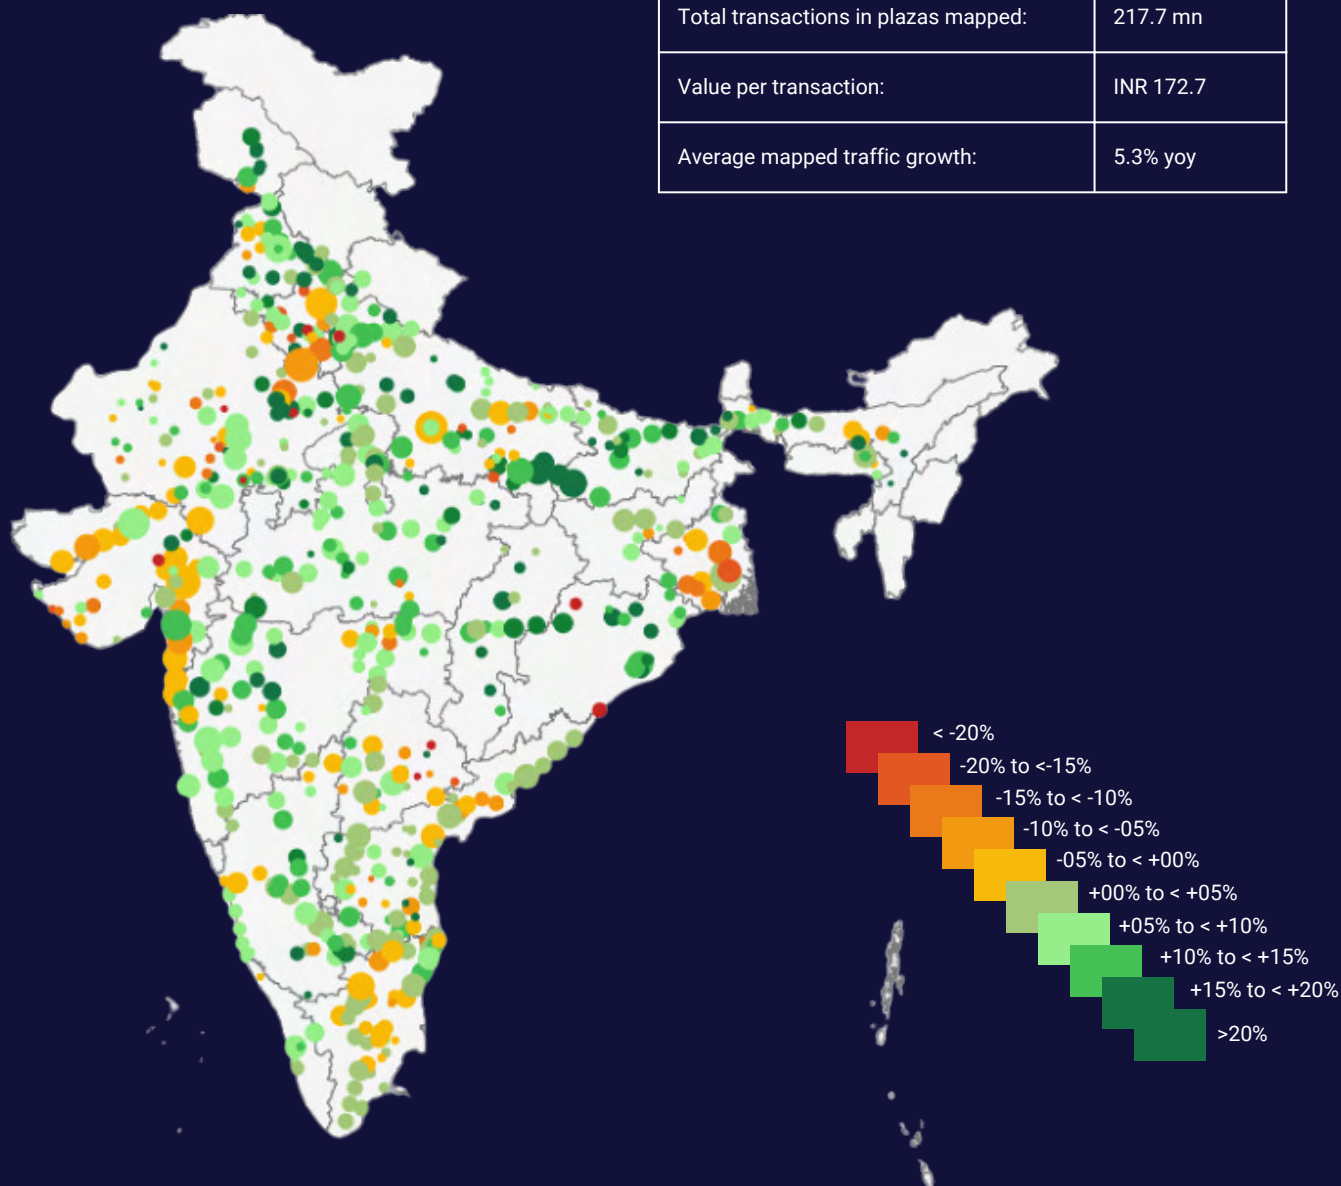 Total transactions in plazas mapped: 217.7 mn
Value per transaction: INR 172.7
Average mapped traffic growth: 5.3% yoy
< -20%
-20% to <-15%
-15% to < -10%
-10% to < -05%
-05% to < +00%
+00% to < +05%
+05% to < +10%
+10% to < +15%
+15% to < +20%
>20%